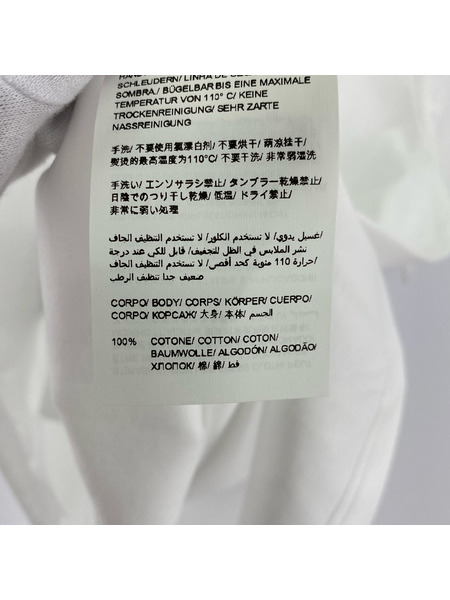 SCHLEUDERN/ LINHA DE
SOMBRA./ BÜGELBAR BIS EINE MAXIMALE
TEMPERATUR VON 110° C/ KEINE
TROCKENREINIGUNG/ SEHR ZARTE
NASSREINIGUNG
手洗/ 不要使用氯漂白剂/ 不要烘干/ 荫凉挂干/
熨烫的最高温度为110°C/ 不要干洗/ 非常弱湿洗
手洗い/ エンソサラシ禁止/ タンブラー乾燥禁止/
日陰でのつり干し乾燥/ 低温/ ドライ禁止/
非常に弱い処理
غسيل يدوي/ لا تستخدم الكلور/ لا تستخدم التنظيف الجاف/
نشر الملابس في الظل للتجفيف/ قابل للكي عند درجة
حرارة 110 مئوية كحد أقصي/ لا تستخدم التنظيف الجاف/
ضعيف جدا تنظيف الرطب
CORPO/ BODY/ CORPS/ KÖRPER/ CUERPO/
CORPO/ КОРСАЖ/ 大身/ 本体/ الجسم
100% COTONE/ COTTON/ COTON/
BAUMWOLLE/ ALGODÓN/ ALGODÃO/
ХЛОПОК/ 棉/ 綿/ قط